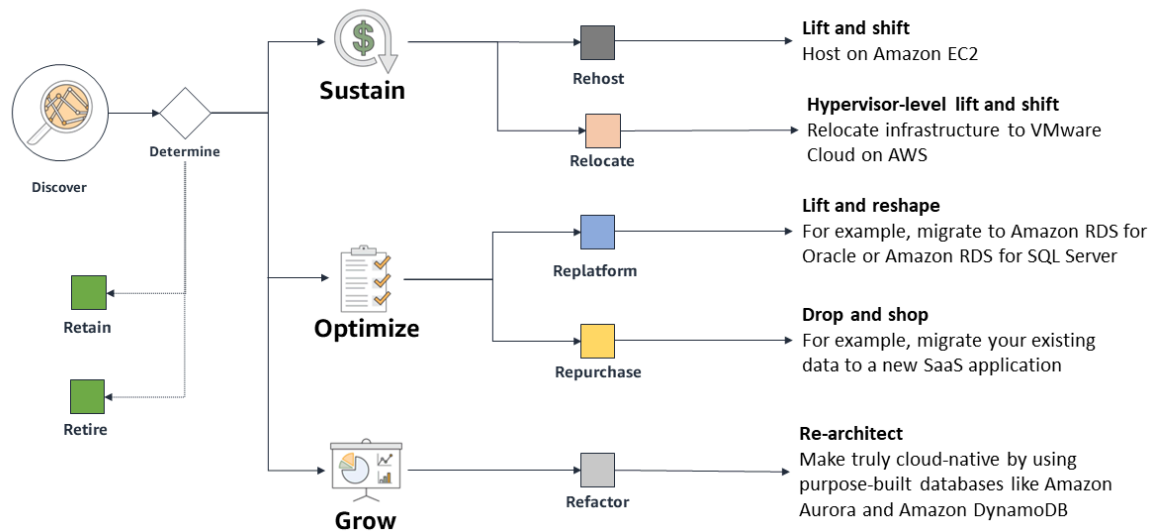 Discover
Determine
Retain
Retire
Sustain
Rehost
Lift and shift
Host on Amazon EC2
Relocate
Hypervisor-level lift and shift
Relocate infrastructure to VMware
Cloud on AWS
Optimize
Replatform
Lift and reshape
For example, migrate to Amazon RDS for
Oracle or Amazon RDS for SQL Server
Repurchase
Drop and shop
For example, migrate your existing
data to a new SaaS application
Grow
Refactor
Re-architect
Make truly cloud-native by using
purpose-built databases like Amazon
Aurora and Amazon DynamoDB